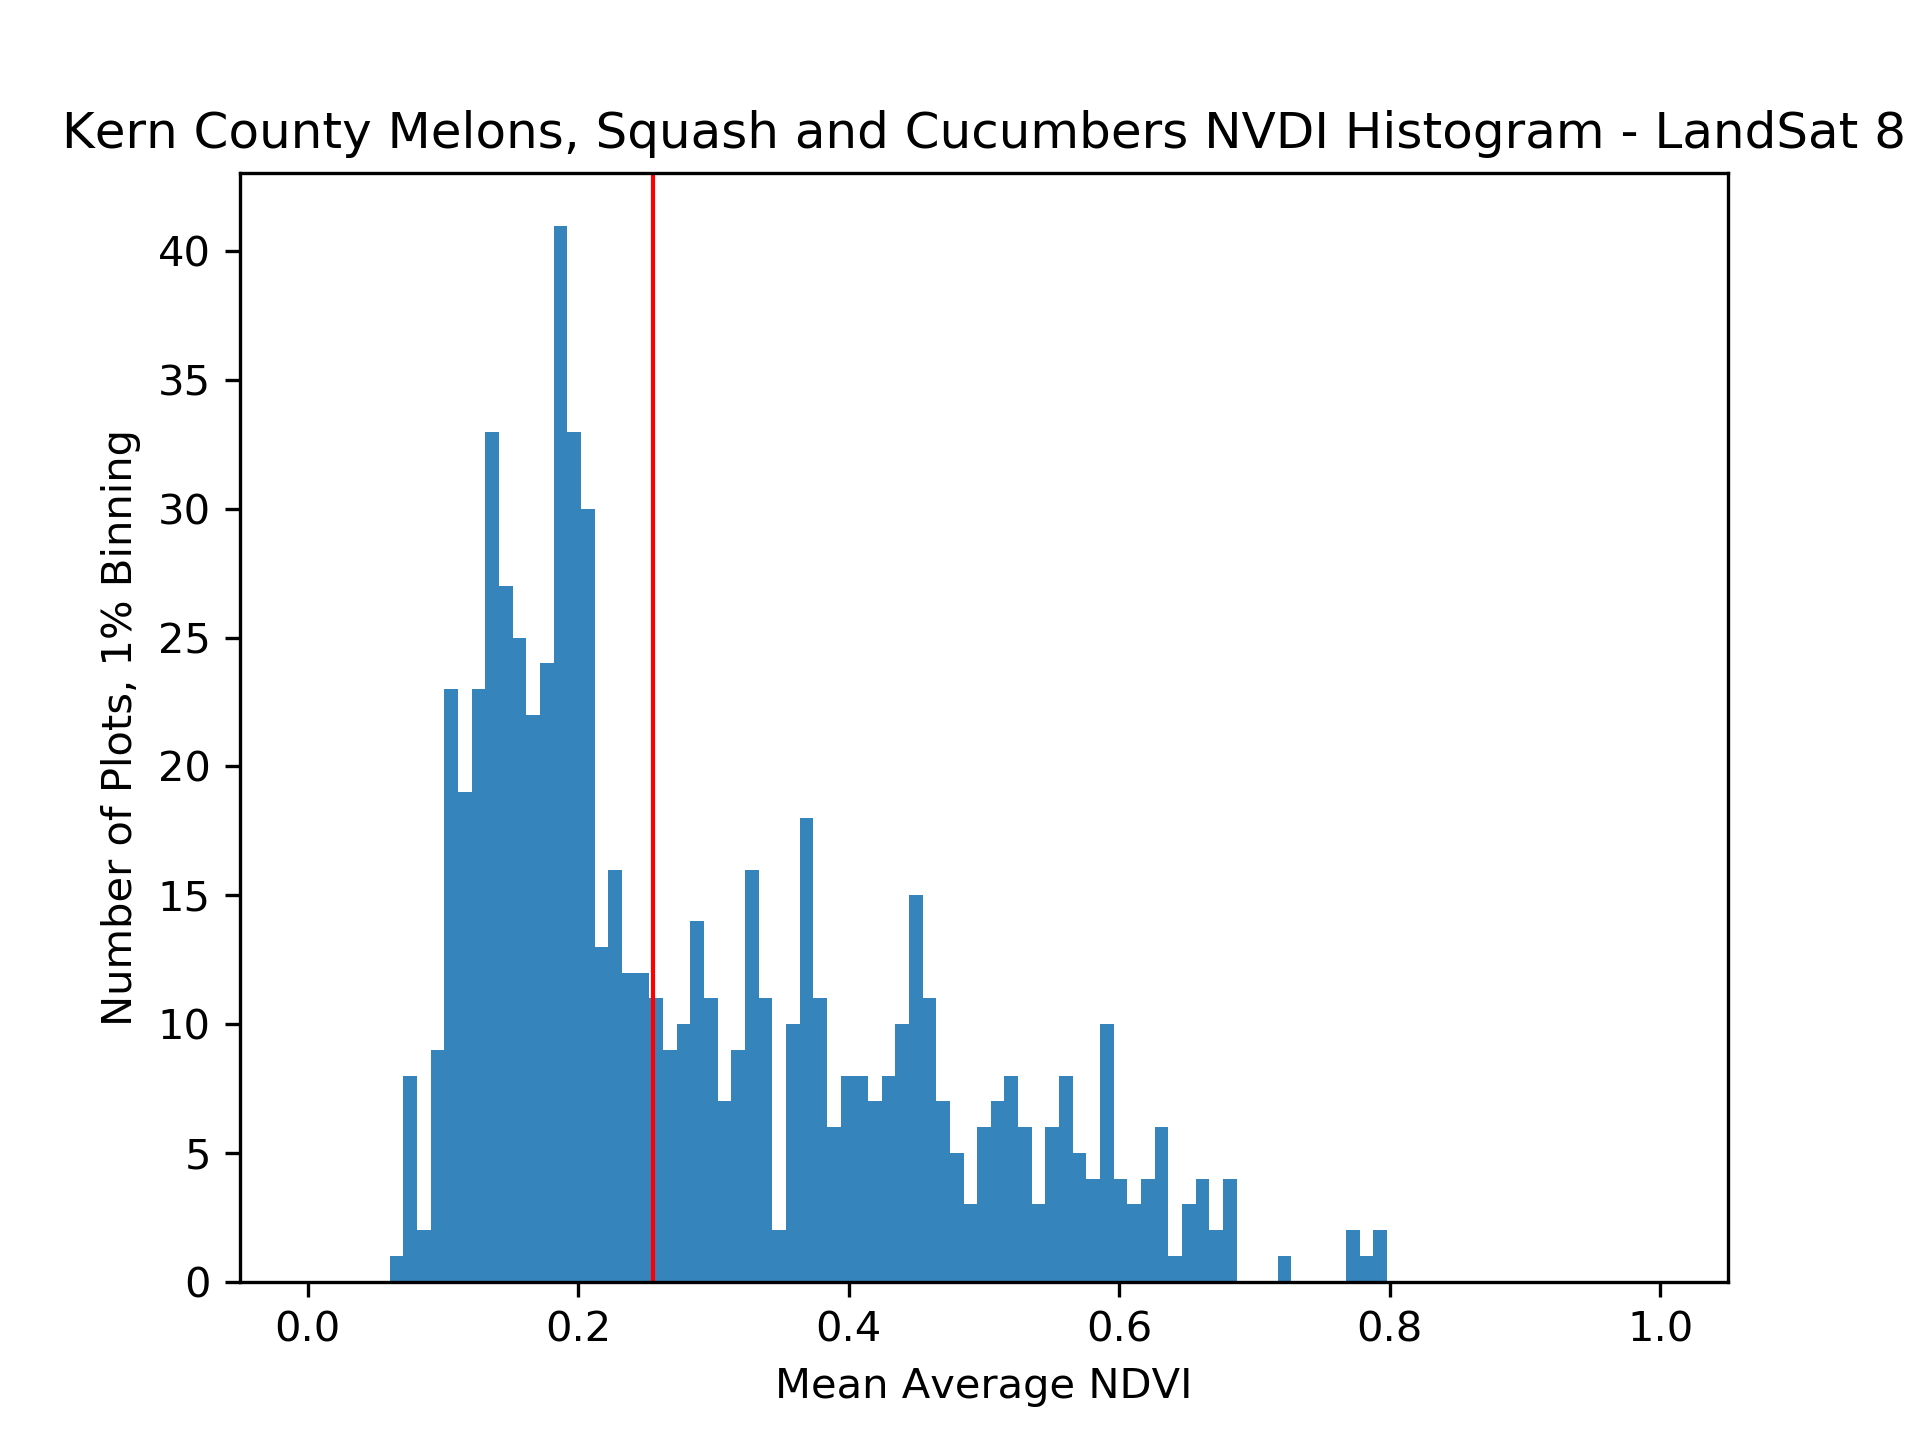 Kern County Melons, Squash and Cucumbers NVDI Histogram - LandSat 8
Number of Plots, 1% Binning
40
35
30
25
20
15
10
5
0
0.0 0.2 0.4 0.6 0.8 1.0
Mean Average NDVI